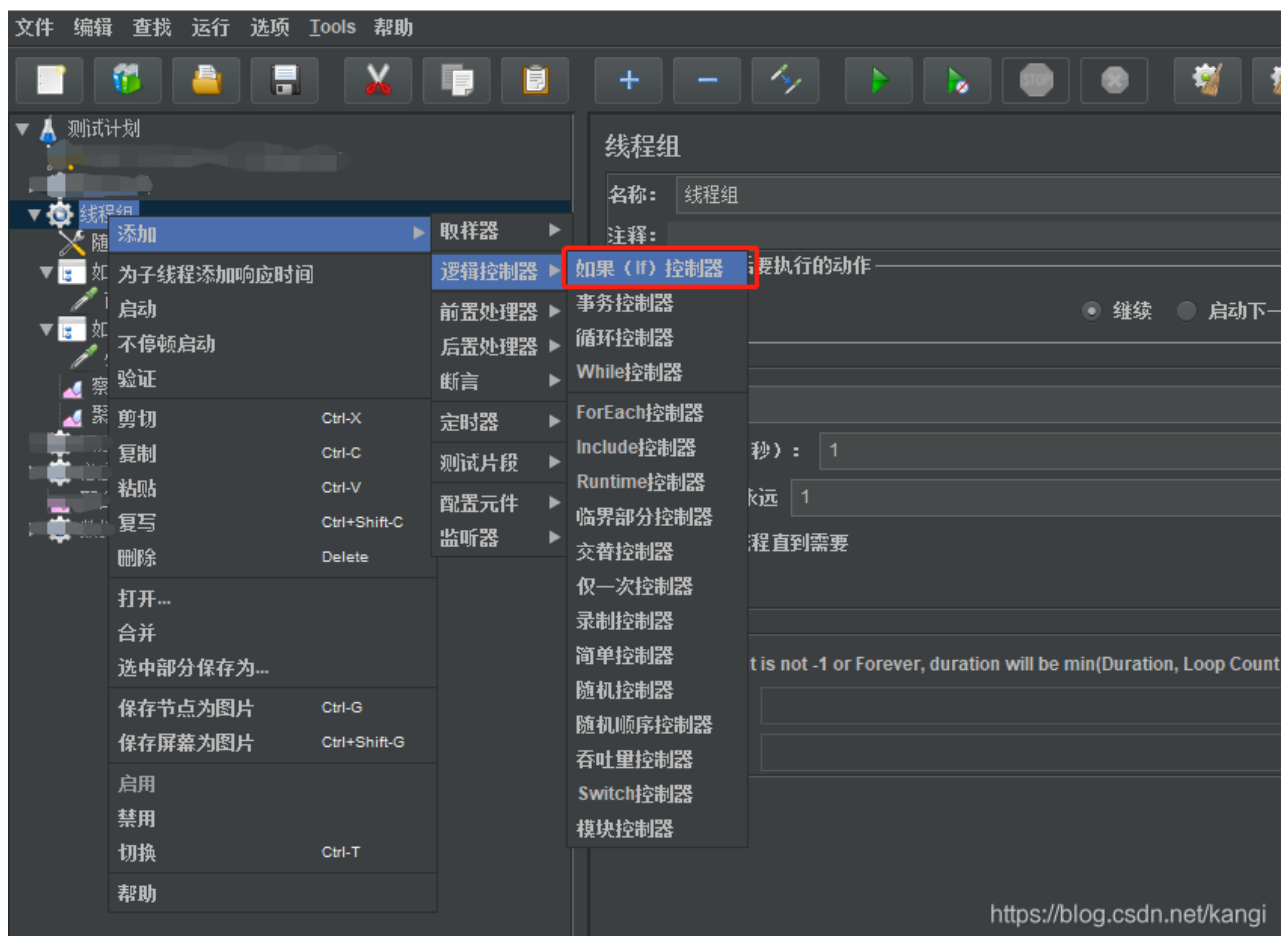 文件 编辑 查找 运行 选项 Tools 帮助
STOP
测试计划
线程组
随
如
如
察
聚
线程组
名称： 线程组
注释：
要执行的动作
继续 启动下一
秒）： 1
永远 1
程直到需要
t is not -1 or Forever, duration will be min(Duration, Loop Count
添加
为子线程添加响应时间
启动
不停顿启动
验证
剪切 Ctrl-X
复制 Ctrl-C
粘贴 Ctrl-V
复写 Ctrl+Shift-C
删除 Delete
打开...
合并
选中部分保存为...
保存节点为图片 Ctrl-G
保存屏幕为图片 Ctrl+Shift-G
启用
禁用
切换 Ctrl-T
帮助
取样器
逻辑控制器
前置处理器
后置处理器
断言
定时器
测试片段
配置元件
监听器
如果（If）控制器
事务控制器
循环控制器
While控制器
ForEach控制器
Include控制器
Runtime控制器
临界部分控制器
交替控制器
仅一次控制器
录制控制器
简单控制器
随机控制器
随机顺序控制器
吞吐量控制器
Switch控制器
模块控制器
https://blog.csdn.net/kangi